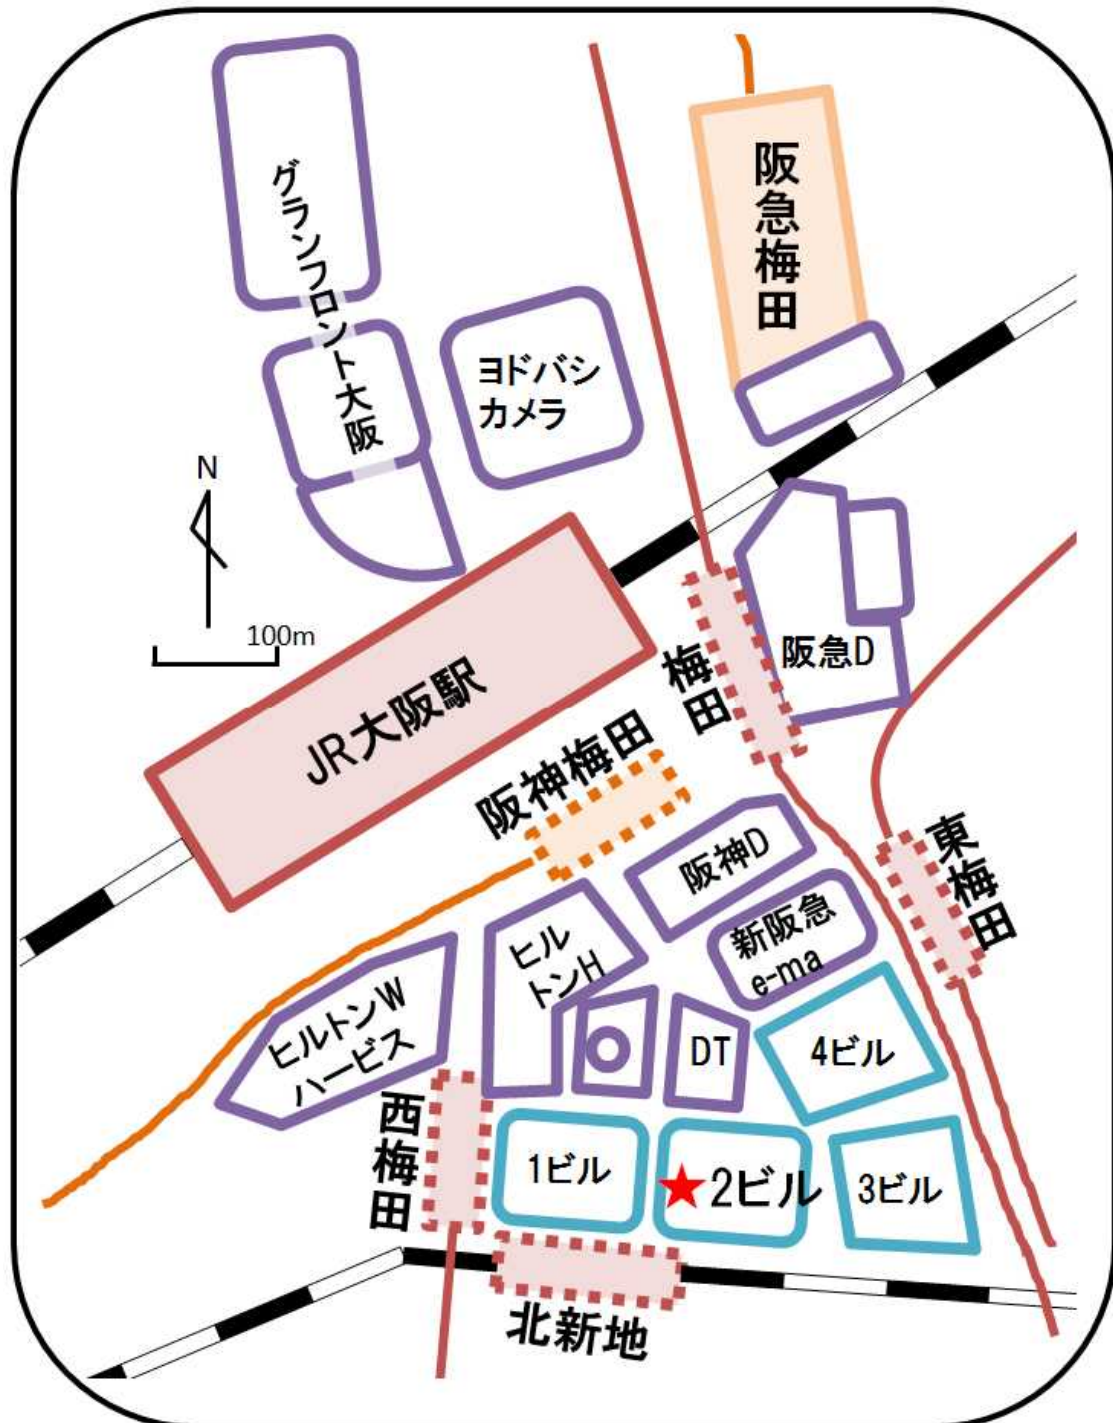 阪急梅田
グランフロント大阪
ヨドバシ
カメラ
N
100m
阪急D
梅田
JR大阪駅
阪神梅田
東梅田
阪神D
新阪急
e-ma
ヒル
トンH
ヒルトンW
ハービス
DT
4ビル
西梅田
1ビル
2ビル
3ビル
北新地